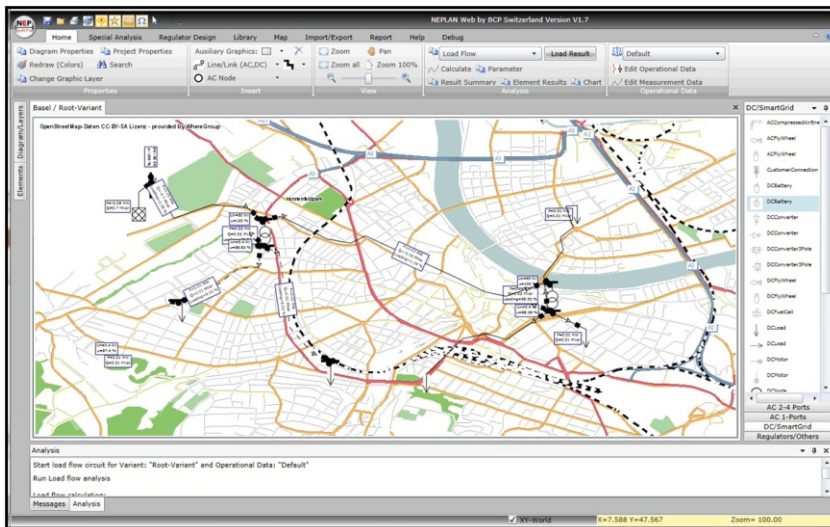 NEPLAN Web by BCP Switzerland Version V1.7
NEP
Home Special Analysis Regulator Design Library Map Import/Export Report Help Debug
Diagram Properties Project Properties
Redraw (Colors) Search
Change Graphic Layer
Properties
Auxiliary Graphics:
Line/Link (AC,DC)
AC Node
Insert
Zoom Pan
Zoom all Zoom 100%
View
Load Flow Load Result
Calculate Parameter
Result Summary Element Results Chart
Analysis
Default
Edit Operational Data
Edit Measurement Data
Operational Data
Diagram/Layers
Elements
Basel / Root-Variant
OpenStreetMap-Daten CC-BY-SA Lizenz - provided By WhereGroup
DC/SmartGrid
ACCompressedAirEne
ACFlyWheel
ACFlyWheel
CustomerConnection
DCBattery
DCBattery
DCConverter
DCConverter
DCConverter3Pole
DCConverter3Pole
DCFlyWheel
DCFlyWheel
DCFuelCell
DCLoad
DCLoad
DCMotor
DCMotor
AC 2-4 Ports
AC 1-Ports
DC/SmartGrid
Regulators/Others
Analysis
Start load flow circuit for Variant: "Root-Variant" and Operational Data: "Default"
Run Load flow analysis
Load flow calculation:
Messages Analysis
XY-World X=7.588 Y=47.567 Zoom= 100.00